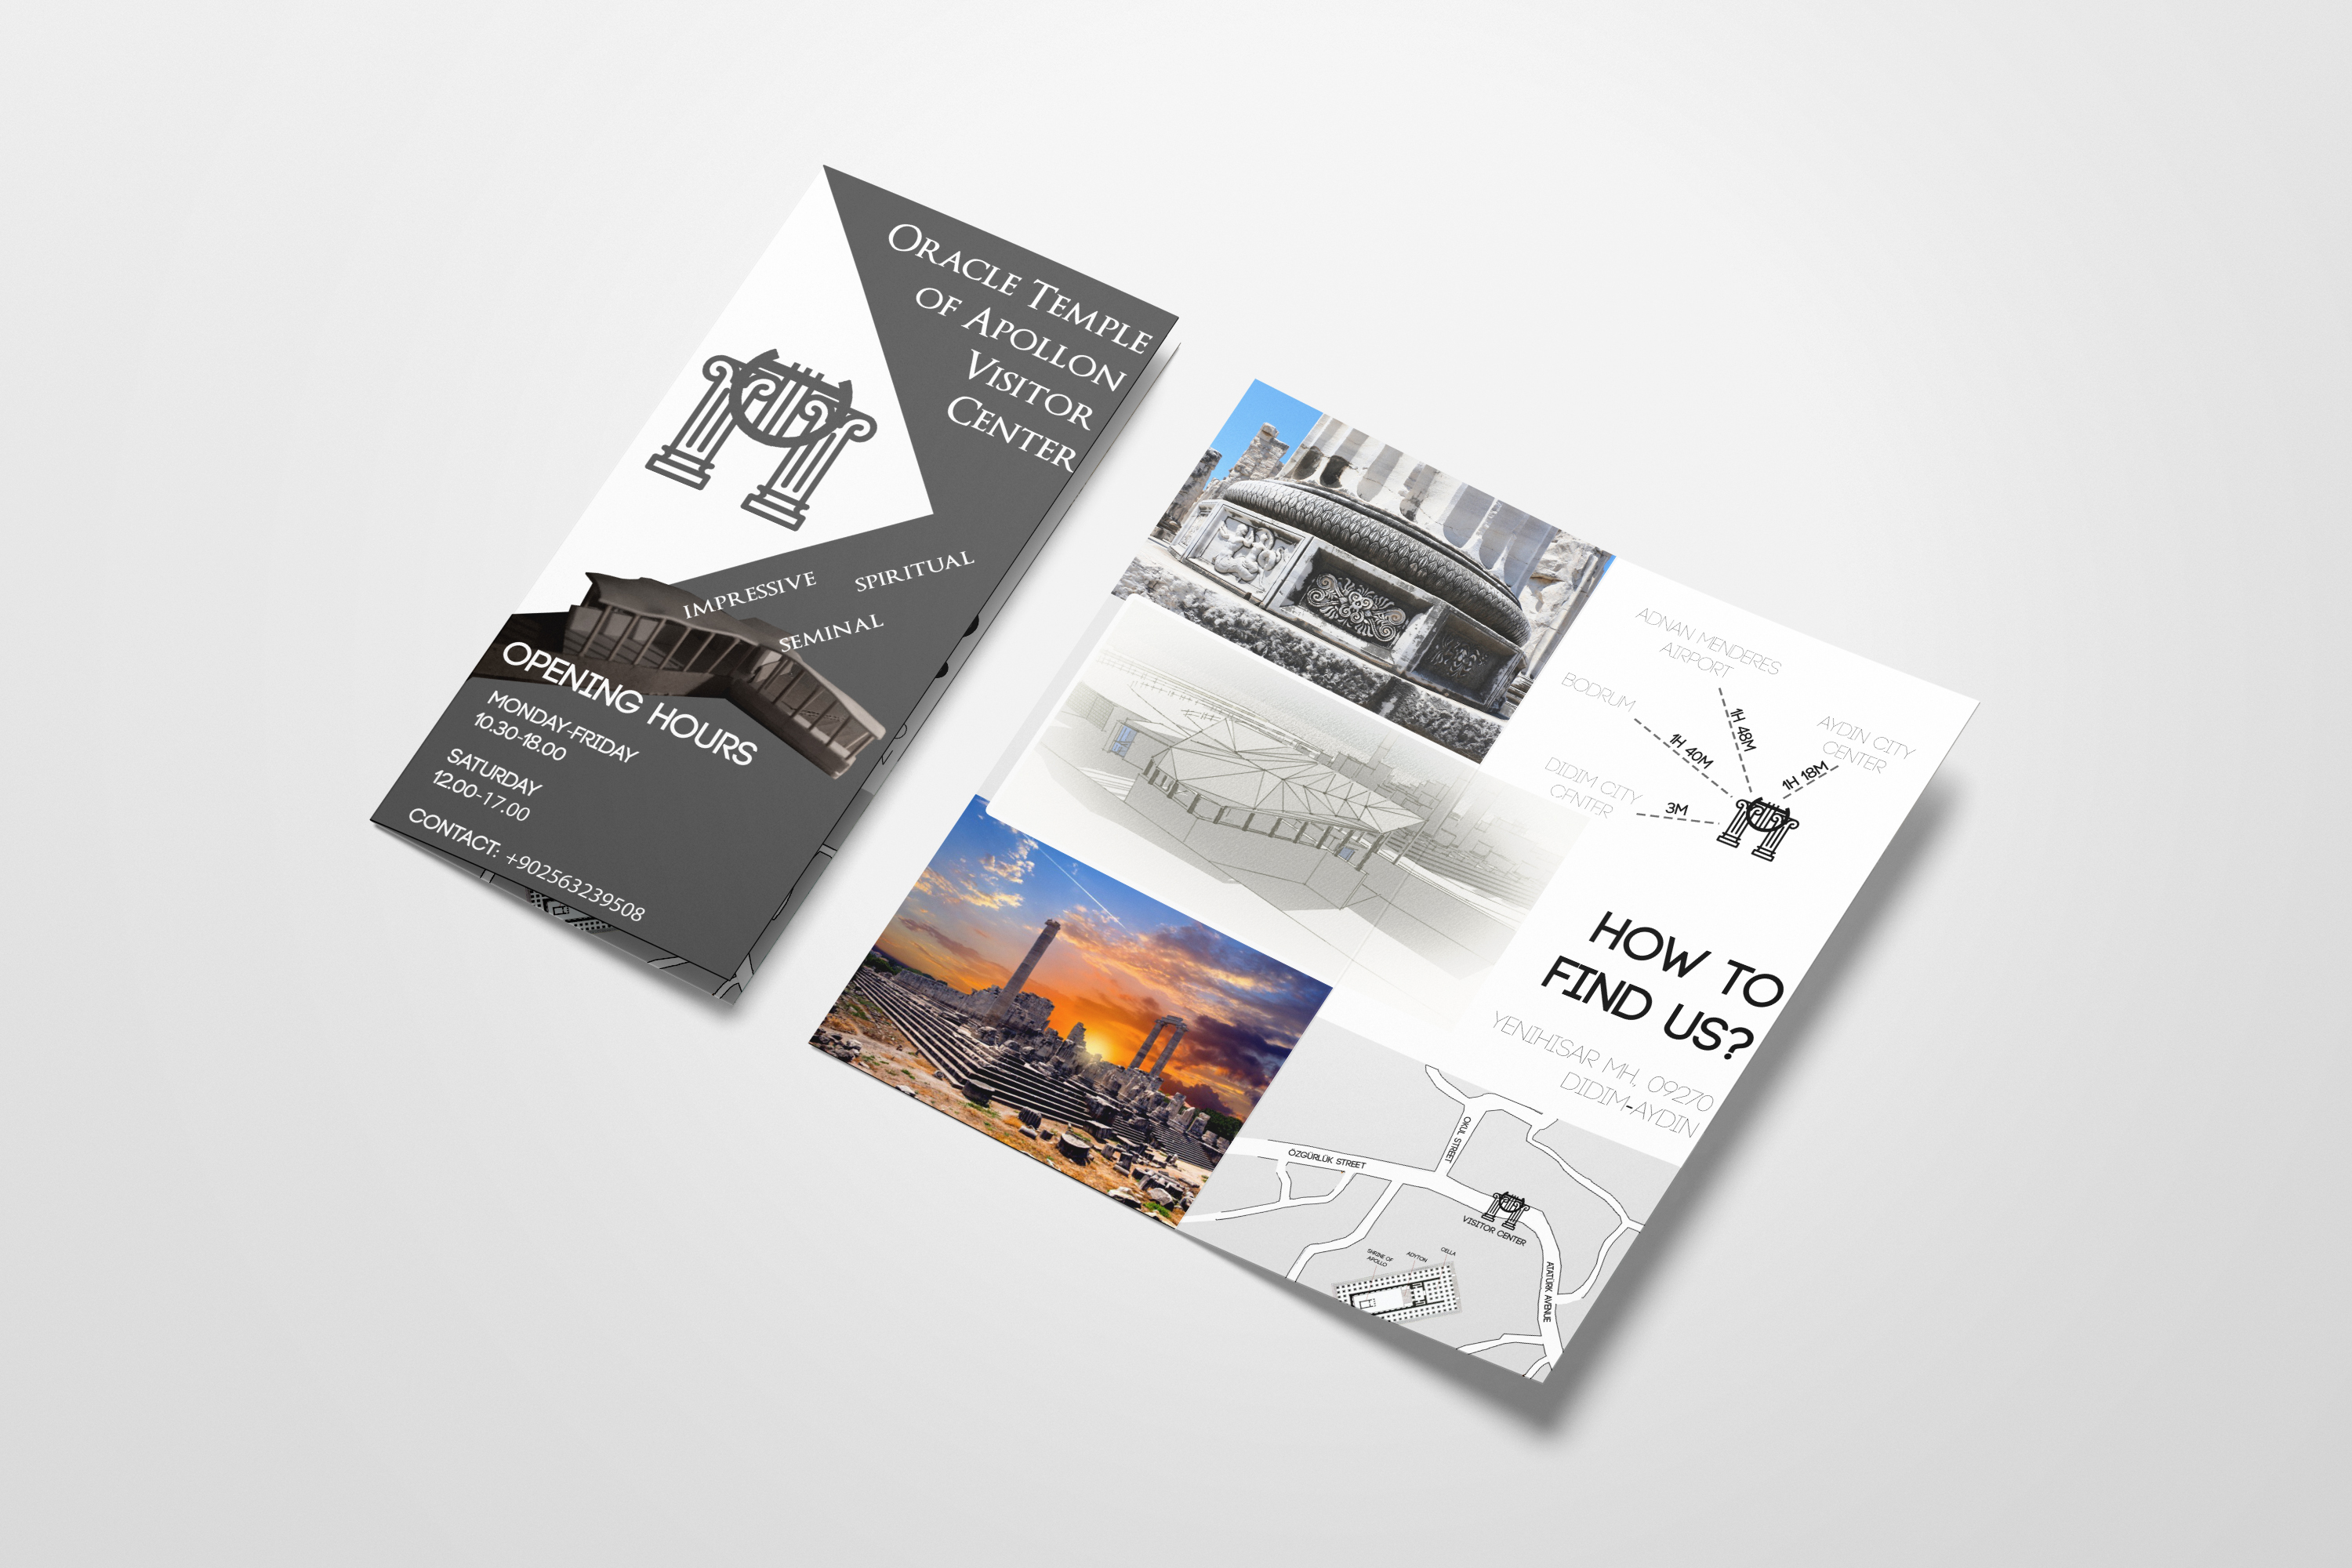 ORACLE TEMPLE
OF APOLLON
VISITOR
CENTER
IMPRESSIVE
SPIRITUAL
SEMINAL
OPENING HOURS
MONDAY-FRIDAY
10.30-18.00
SATURDAY
12.00-17.00
CONTACT: +902563239508
ADNAN MENDERES
AIRPORT
BODRUM
AYDIN CITY
CENTER
DIDIM CITY
CENTER
1H 48M
1H 40M
1H 18M
3M
HOW TO
FIND US?
YENIHISAR MH, 09270
DIDIM-AYDIN
OKUL STREET
ÖZGÜRLÜK STREET
VISITOR CENTER
SHRINE OF
APOLLO
ADYTON
CELLA
ATATÜRK AVENUE